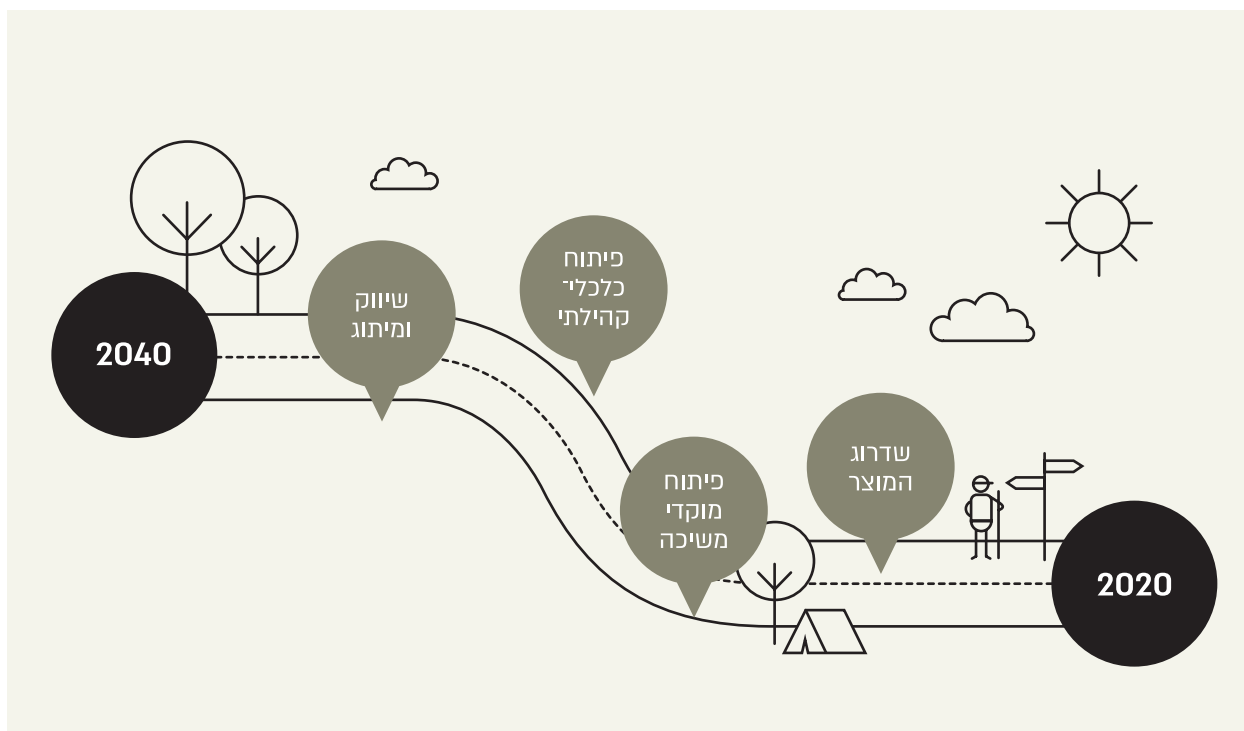 2020
שדרוג
המוצר
פיתוח
מוקדי
משיכה
פיתוח
כלכלי־
קהילתי
שיווק
ומיתוג
2040